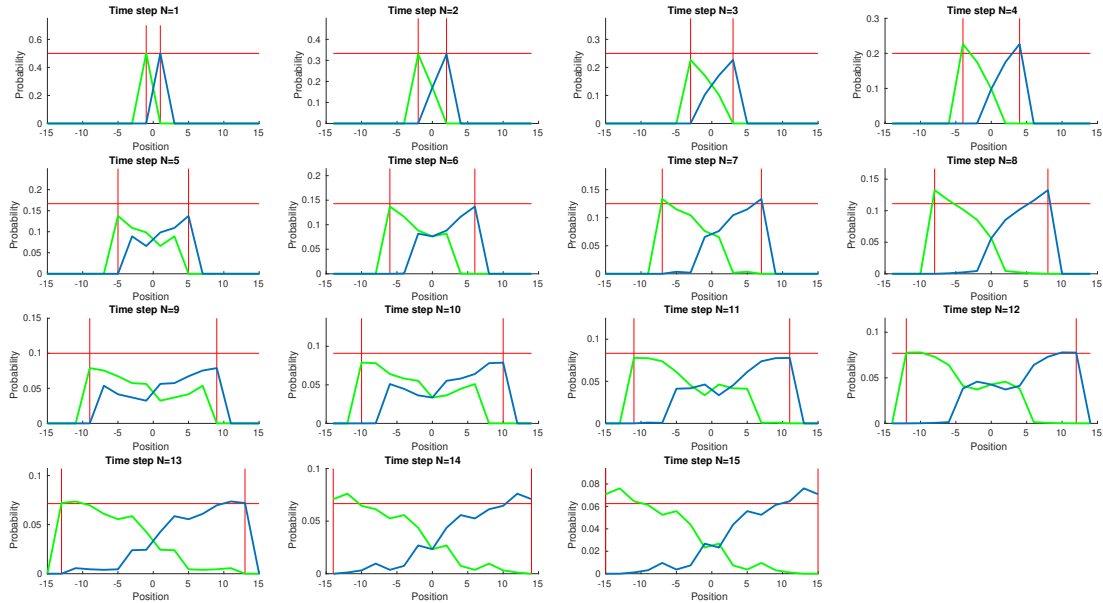 Time step N=1
Probability
0.6
0.4
0.2
0
-15 -10 -5 0 5 10 15
Position
Time step N=2
Probability
0.4
0.3
0.2
0.1
0
-15 -10 -5 0 5 10 15
Position
Time step N=3
Probability
0.3
0.2
0.1
0
-15 -10 -5 0 5 10 15
Position
Time step N=4
Probability
0.3
0.2
0.1
0
-15 -10 -5 0 5 10 15
Position
Time step N=5
Probability
0.2
0.15
0.1
0.05
0
-15 -10 -5 0 5 10 15
Position
Time step N=6
Probability
0.2
0.15
0.1
0.05
0
-15 -10 -5 0 5 10 15
Position
Time step N=7
Probability
0.15
0.1
0.05
0
-15 -10 -5 0 5 10 15
Position
Time step N=8
Probability
0.15
0.1
0.05
0
-15 -10 -5 0 5 10 15
Position
Time step N=9
Probability
0.15
0.1
0.05
0
-15 -10 -5 0 5 10 15
Position
Time step N=10
Probability
0.1
0.05
0
-15 -10 -5 0 5 10 15
Position
Time step N=11
Probability
0.1
0.05
0
-15 -10 -5 0 5 10 15
Position
Time step N=12
Probability
0.1
0.05
0
-15 -10 -5 0 5 10 15
Position
Time step N=13
Probability
0.1
0.05
0
-15 -10 -5 0 5 10 15
Position
Time step N=14
Probability
0.1
0.05
0
-15 -10 -5 0 5 10 15
Position
Time step N=15
Probability
0.08
0.06
0.04
0.02
0
-15 -10 -5 0 5 10 15
Position